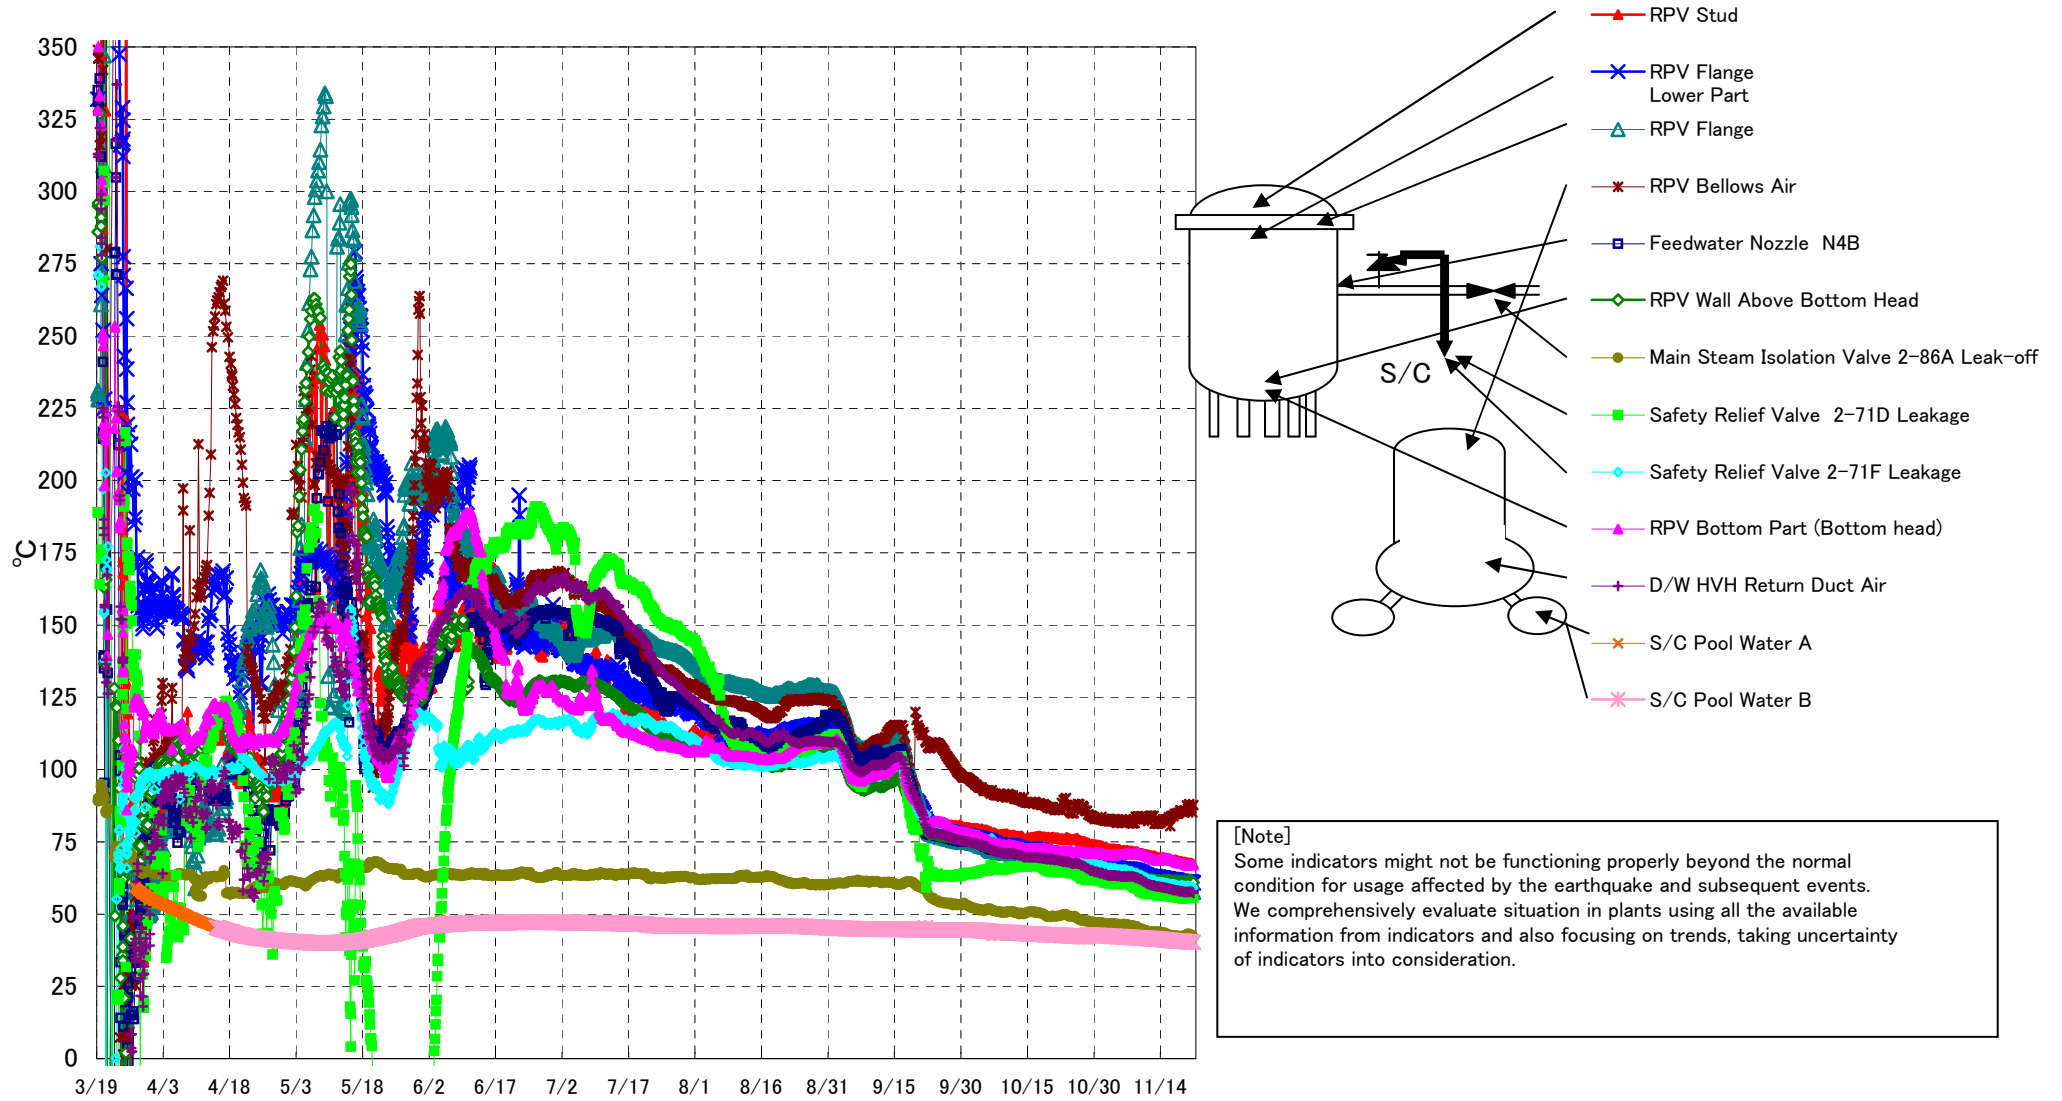 °C
350
325
300
275
250
225
200
175
150
125
100
75
50
25
0
3/19 4/3 4/18 5/3 5/18 6/2 6/17 7/2 7/17 8/1 8/16 8/31 9/15 9/30 10/15 10/30 11/14
RPV Stud
RPV Flange
Lower Part
RPV Flange
RPV Bellows Air
Feedwater Nozzle N4B
RPV Wall Above Bottom Head
Main Steam Isolation Valve 2-86A Leak-off
Safety Relief Valve 2-71D Leakage
Safety Relief Valve 2-71F Leakage
RPV Bottom Part (Bottom head)
D/W HVH Return Duct Air
S/C Pool Water A
S/C Pool Water B
S/C
[Note]
Some indicators might not be functioning properly beyond the normal
condition for usage affected by the earthquake and subsequent events.
We comprehensively evaluate situation in plants using all the available
information from indicators and also focusing on trends, taking uncertainty
of indicators into consideration.